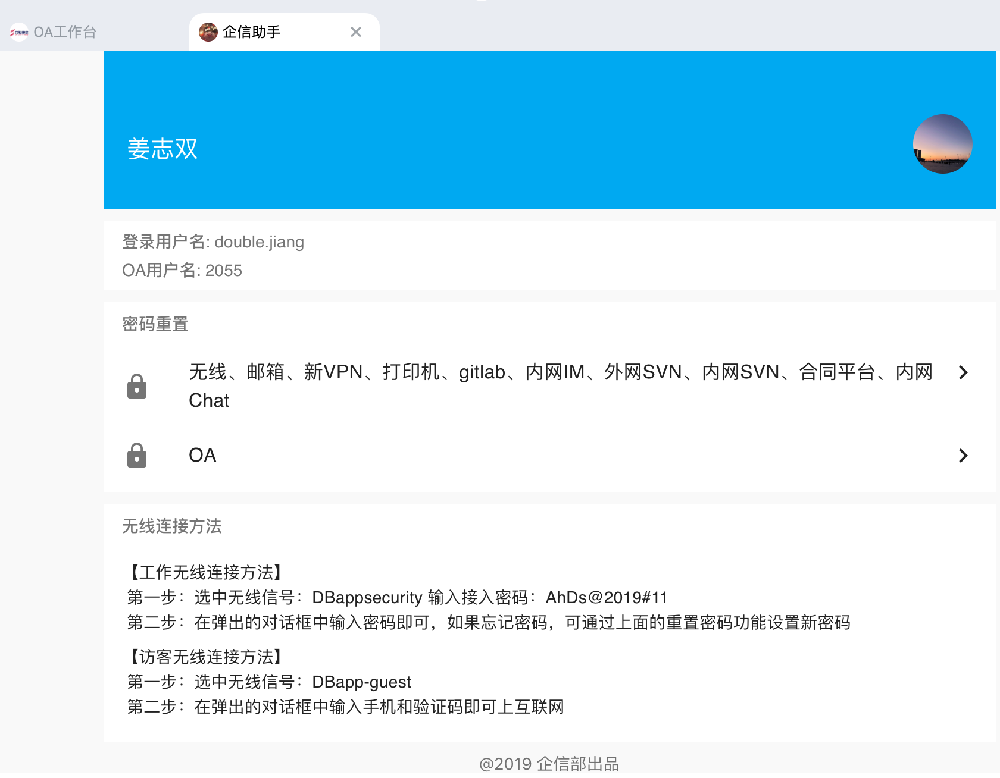 OA工作台
企信助手
姜志双
登录用户名: double.jiang
OA用户名: 2055
密码重置
无线、邮箱、新VPN、打印机、gitlab、内网IM、外网SVN、内网SVN、合同平台、内网
Chat
OA
无线连接方法
【工作无线连接方法】
第一步：选中无线信号：DBappsecurity 输入接入密码：AhDs@2019#11
第二步：在弹出的对话框中输入密码即可，如果忘记密码，可通过上面的重置密码功能设置新密码
【访客无线连接方法】
第一步：选中无线信号：DBapp-guest
第二步：在弹出的对话框中输入手机和验证码即可上互联网
@2019 企信部出品